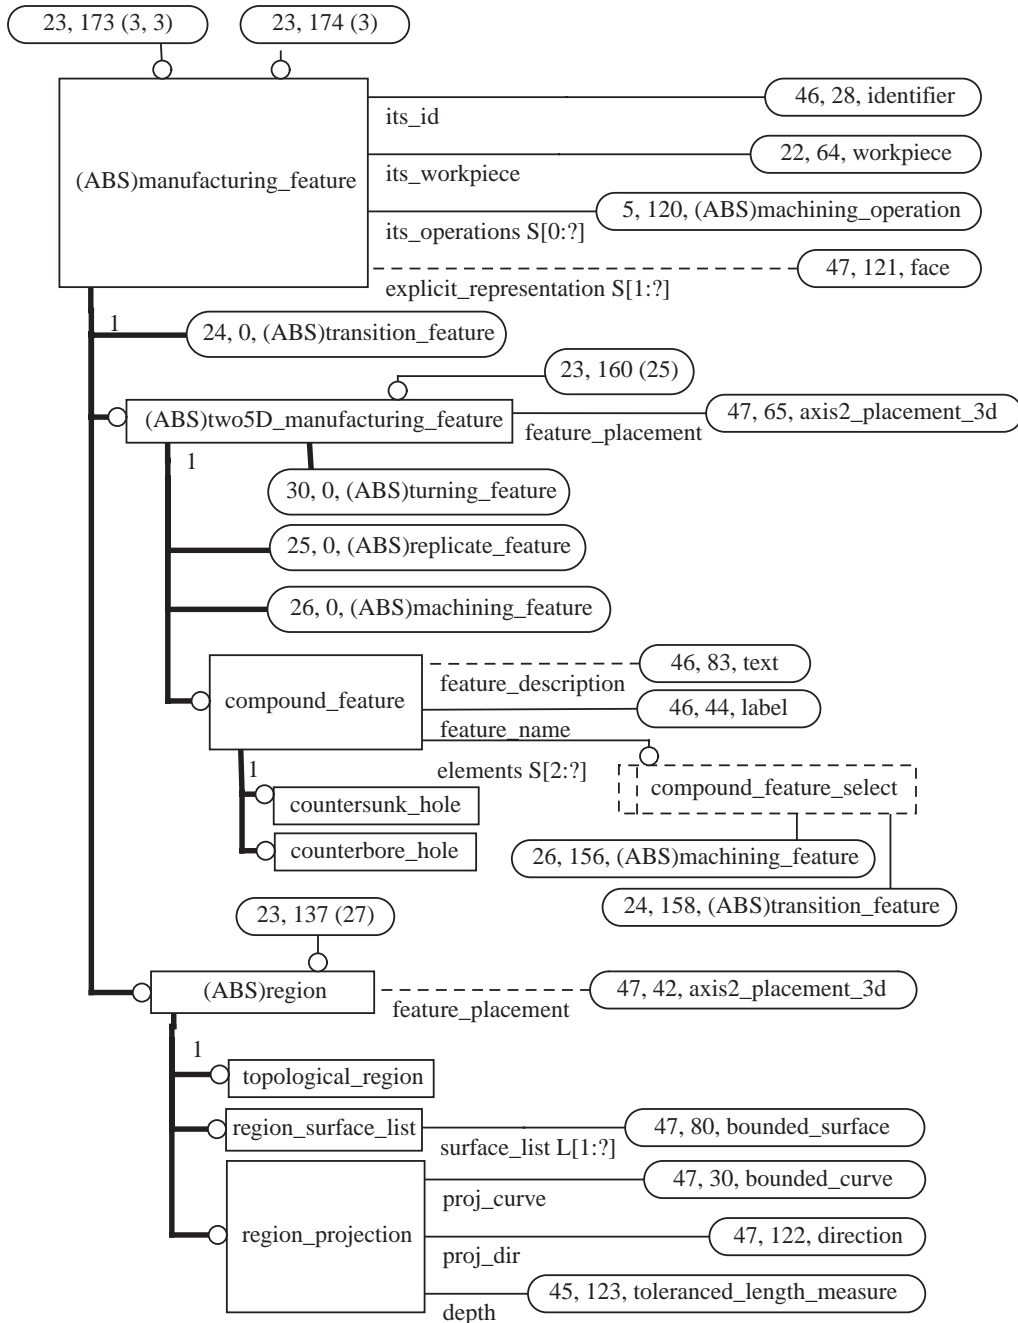 23, 173 (3, 3)
23, 174 (3)
46, 28, identifier
its_id
22, 64, workpiece
(ABS)manufacturing_feature
its_workpiece
5, 120, (ABS)machining_operation
its_operations S[0:?]
47, 121, face
explicit_representation S[1:?]
1
24, 0, (ABS)transition_feature
23, 160 (25)
(ABS)two5D_manufacturing_feature
47, 65, axis2_placement_3d
feature_placement
1
30, 0, (ABS)turning_feature
25, 0, (ABS)replicate_feature
26, 0, (ABS)machining_feature
46, 83, text
feature_description
compound_feature
46, 44, label
feature_name
elements S[2:?]
1
compound_feature_select
countersunk_hole
counterbore_hole
26, 156, (ABS)machining_feature
24, 158, (ABS)transition_feature
23, 137 (27)
(ABS)region
47, 42, axis2_placement_3d
feature_placement
1
topological_region
region_surface_list
47, 80, bounded_surface
surface_list L[1:?]
47, 30, bounded_curve
proj_curve
region_projection
47, 122, direction
proj_dir
45, 123, toleranced_length_measure
depth